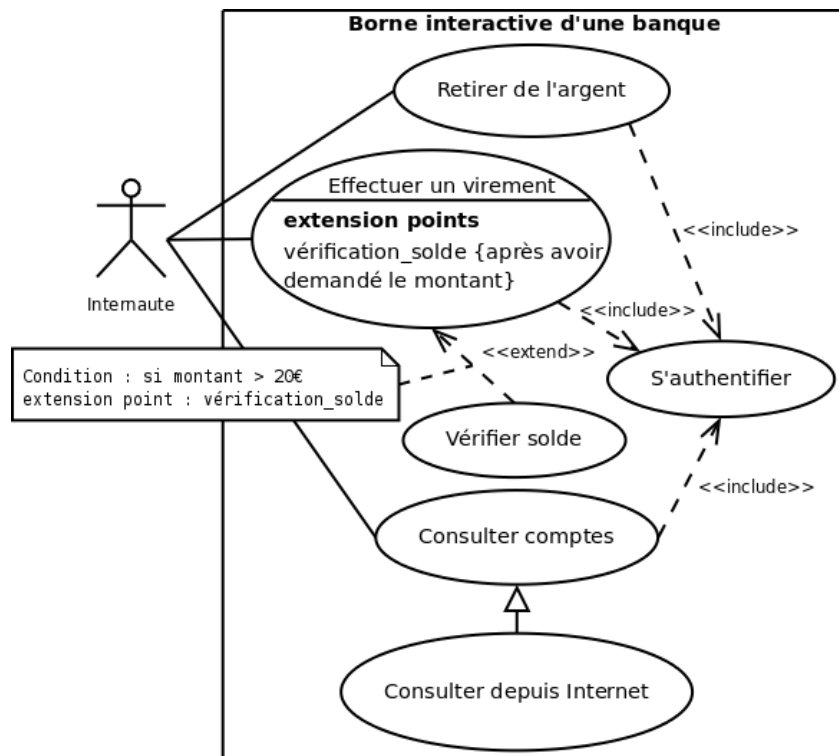 Borne interactive d'une banque
Retirer de l'argent
Effectuer un virement
extension points
vérification_solde {après avoir
demandé le montant}
<<include>>
Internaute
<<include>>
<<extend>>
Condition : si montant > 20€
extension point : vérification_solde
S'authentifier
Vérifier solde
<<include>>
Consulter comptes
Consulter depuis Internet